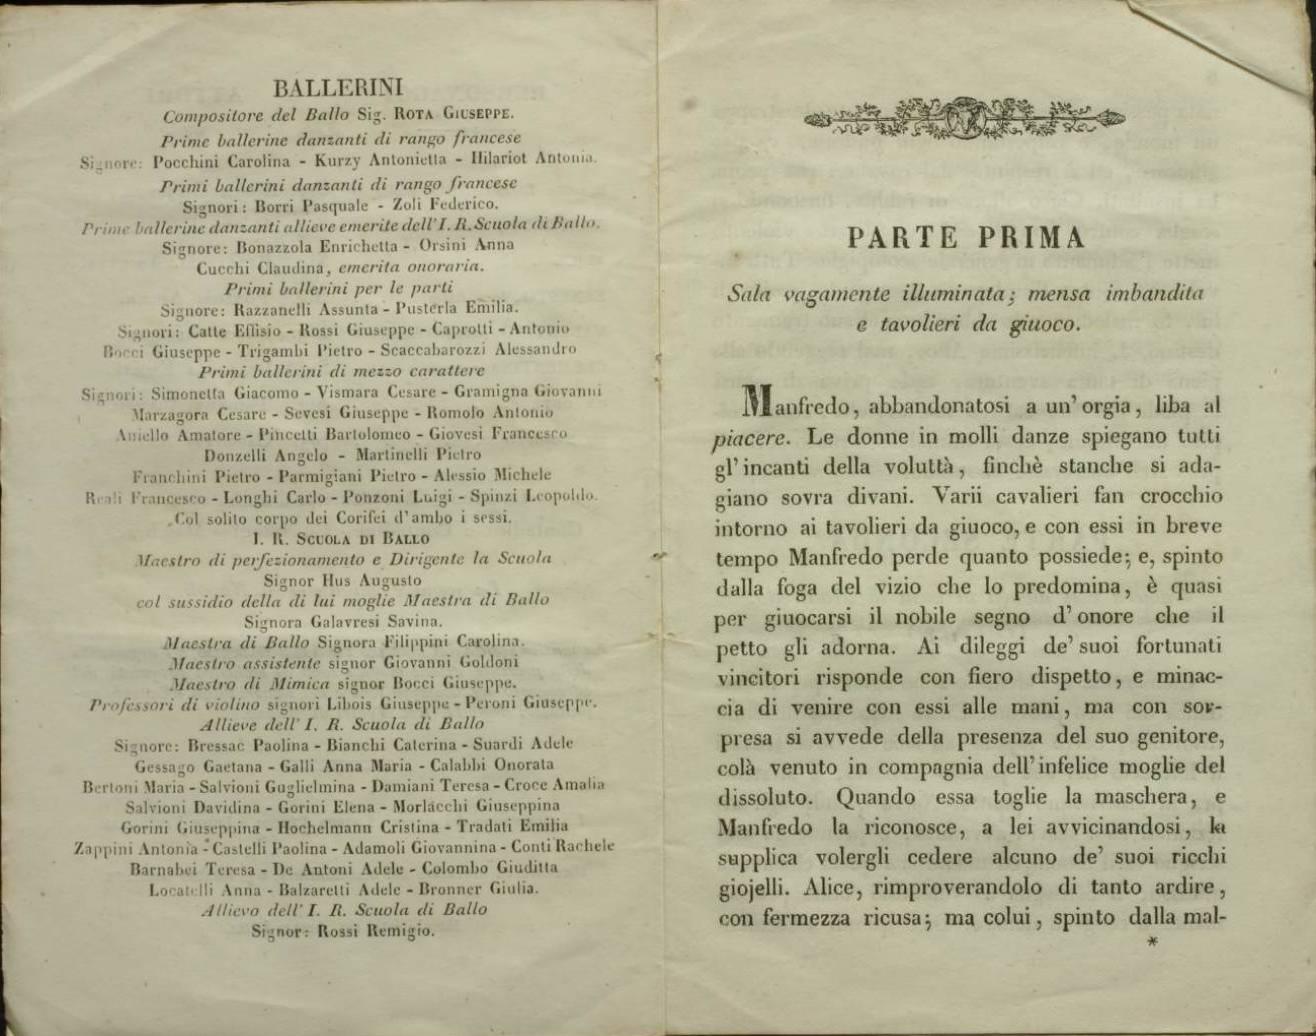 BALLERINI
Compositore del Ballo Sig. ROTA GIUSEPPE.
Prime ballerine danzanti di rango francese
Signore: Pocchini Carolina - Kurzy Antonietta - Hilariot Antonia.
Primi ballerini danzanti di rango francese
Signori: Borri Pasquale - Zoli Federico.
Prime ballerine danzanti allieve emerite dell'I. R. Scuola di Ballo.
Signore: Bonazzola Enrichetta - Orsini Anna
Cucchi Claudina, emerita onoraria.
Primi ballerini per le parti
Signore: Razzanelli Assunta - Pusterla Emilia.
Signori: Catte Effisio - Rossi Giuseppe - Caprotti - Antonio
Bocci Giuseppe - Trigambi Pietro - Scaccabarozzi Alessandro
Primi ballerini di mezzo carattere
Signori: Simonetta Giacomo - Vismara Cesare - Gramigna Giovanni
Marzagora Cesare - Sevesi Giuseppe - Romolo Antonio
Aniello Amatore - Pincetti Bartolomeo - Giovesi Francesco
Donzelli Angelo - Martinelli Pietro
Franchini Pietro - Parmigiani Pietro - Alessio Michele
Reali Francesco - Longhi Carlo - Ponzoni Luigi - Spinzi Leopoldo.
Col solito corpo dei Corifei d'ambo i sessi.
I. R. SCUOLA DI BALLO
Maestro di perfezionamento e Dirigente la Scuola
Signor Hus Augusto
col sussidio della di lui moglie Maestra di Ballo
Signora Galavresi Savina.
Maestra di Ballo Signora Filippini Carolina.
Maestro assistente signor Giovanni Goldoni
Maestro di Mimica signor Bocci Giuseppe.
Professori di violino signori Libois Giuseppe - Peroni Giuseppe.
Allieve dell' I. R. Scuola di Ballo
Signore: Bressac Paolina - Bianchi Caterina - Suardi Adele
Gessago Gaetana - Galli Anna Maria - Calabbi Onorata
Bertoni Maria - Salvioni Guglielmina - Damiani Teresa - Croce Amalia
Salvioni Davidina - Gorini Elena - Morlacchi Giuseppina
Gorini Giuseppina - Hochelmann Cristina - Tradati Emilia
Zappini Antonia - Castelli Paolina - Adamoli Giovannina - Conti Rachele
Barnabei Teresa - De Antoni Adele - Colombo Giuditta
Locatelli Anna - Balzaretti Adele - Bronner Giulia.
Allievo dell' I. R. Scuola di Ballo
Signor: Rossi Remigio.
PARTE PRIMA
Sala vagamente illuminata; mensa imbandita
e tavolieri da giuoco.
Manfredo, abbandonatosi a un' orgia, liba al
piacere. Le donne in molli danze spiegano tutti
gl' incanti della voluttà, finchè stanche si ada-
giano sovra divani. Varii cavalieri fan crocchio
intorno ai tavolieri da giuoco, e con essi in breve
tempo Manfredo perde quanto possiede; e, spinto
dalla foga del vizio che lo predomina, è quasi
per giuocarsi il nobile segno d' onore che il
petto gli adorna. Ai dileggi de' suoi fortunati
vincitori risponde con fiero dispetto, e minac-
cia di venire con essi alle mani, ma con sor-
presa si avvede della presenza del suo genitore,
colà venuto in compagnia dell' infelice moglie del
dissoluto. Quando essa toglie la maschera, e
Manfredo la riconosce, a lei avvicinandosi, la
supplica volergli cedere alcuno de' suoi ricchi
giojelli. Alice, rimproverandolo di tanto ardire,
con fermezza ricusa; ma colui, spinto dalla mal-
*